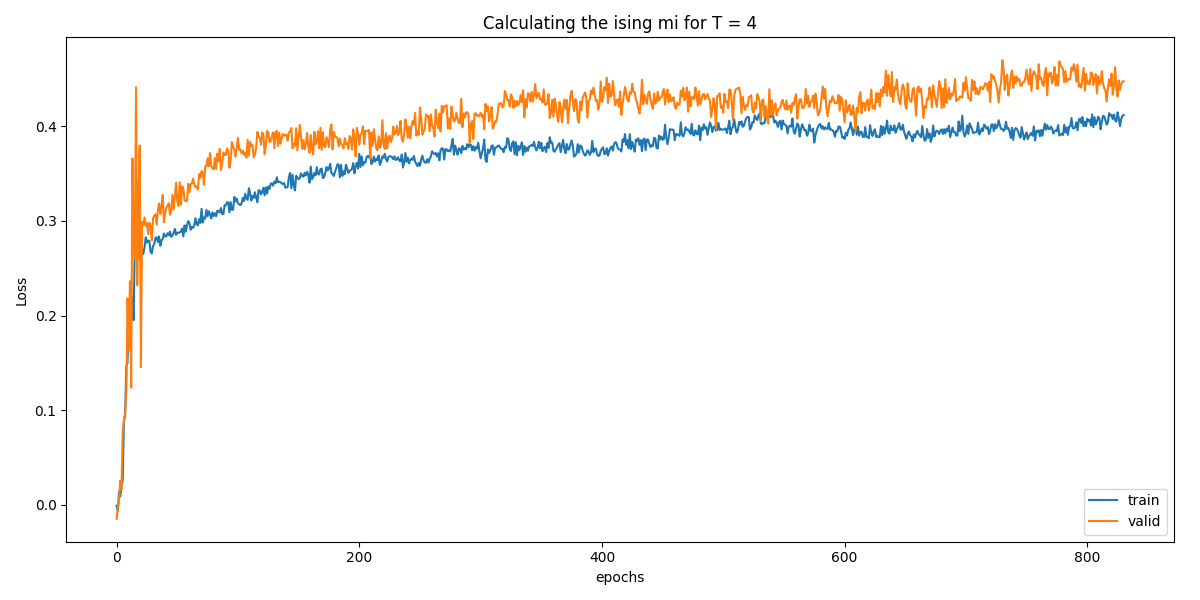 Calculating the ising mi for T = 4
Loss
0.4
0.3
0.2
0.1
0.0
0
200
400
600
800
epochs
train
valid